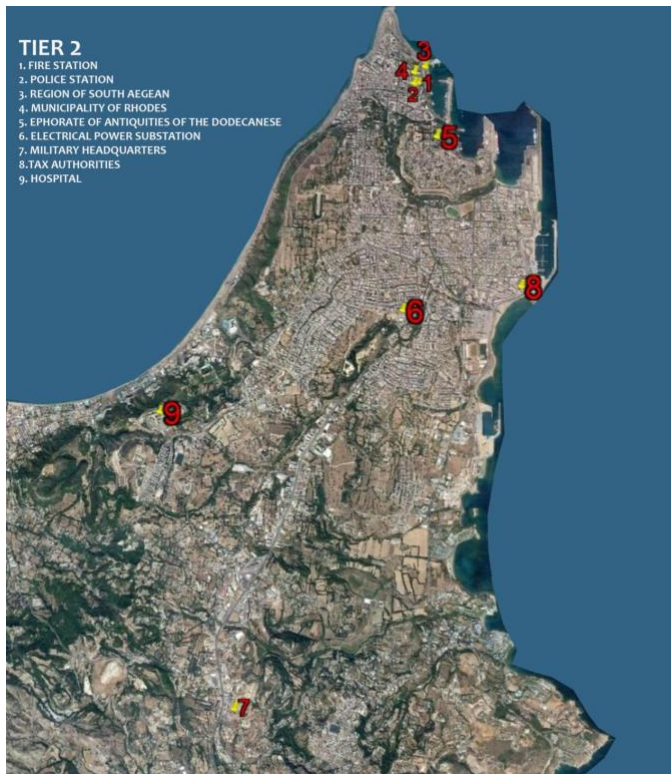 TIER 2
1. FIRE STATION
2. POLICE STATION
3. REGION OF SOUTH AEGEAN
4. MUNICIPALITY OF RHODES
5. EPHORATE OF ANTIQUITIES OF THE DODECANESE
6. ELECTRICAL POWER SUBSTATION
7. MILITARY HEADQUARTERS
8.TAX AUTHORITIES
9. HOSPITAL
3
4
1
2
5
8
6
9
7